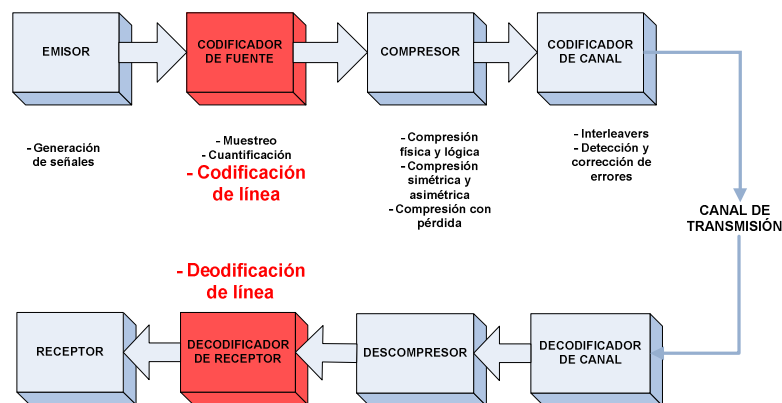 EMISOR
CODIFICADOR
DE FUENTE
COMPRESOR
CODIFICADOR
DE CANAL
- Generación
de señales
- Muestreo
- Cuantificación
- Codificación
de línea
- Compresión
física y lógica
- Compresión
simétrica y
asimétrica
- Compresión con
pérdida
- Interleavers
- Detección y
corrección de
errores
CANAL DE
TRANSMISIÓN
- Deodificación
de línea
RECEPTOR
DECODIFICADOR
DE RECEPTOR
DESCOMPRESOR
DECODIFICADOR
DE CANAL